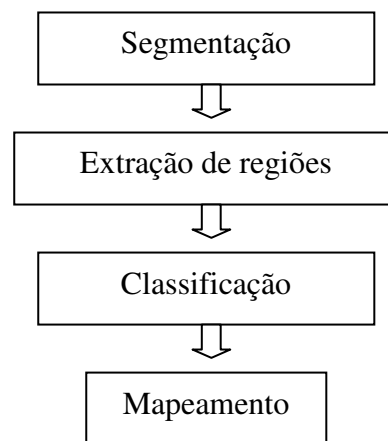 Segmentação
Extração de regiões
Classificação
Mapeamento